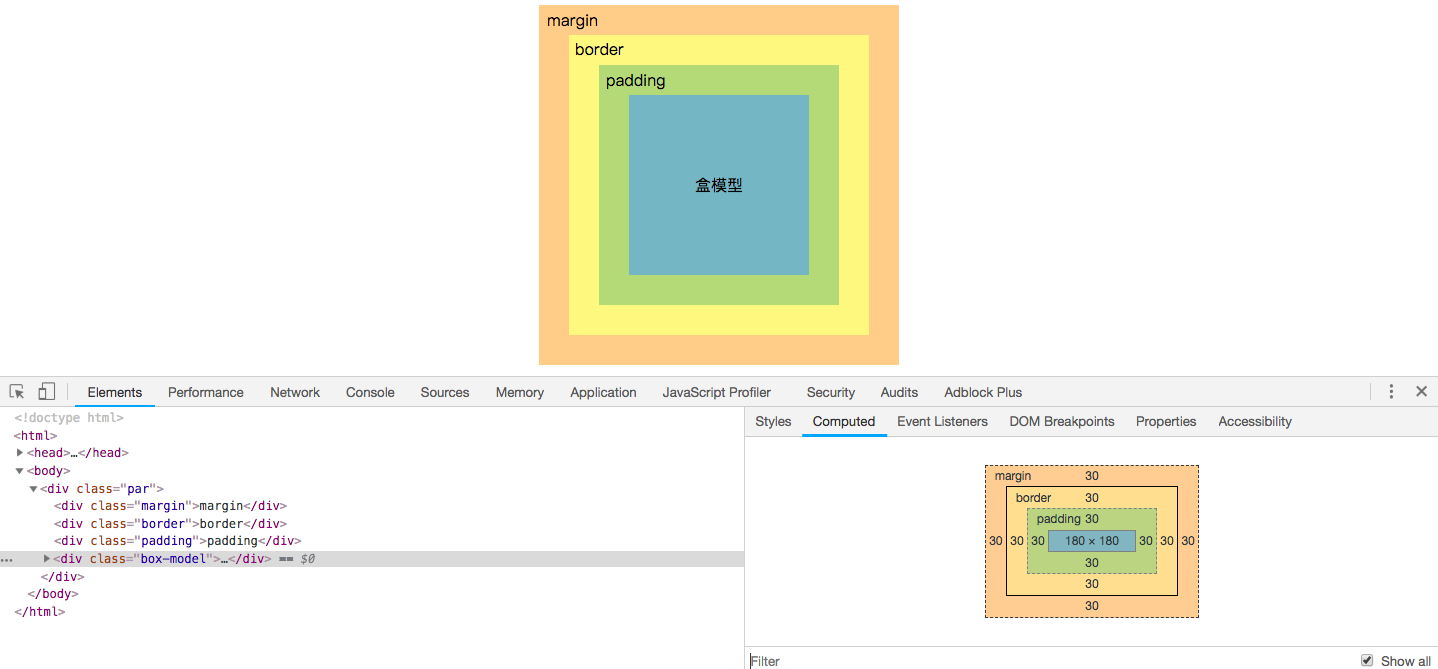 margin
border
padding
盒模型
Elements Performance Network Console Sources Memory Application JavaScript Profiler Security Audits Adblock Plus
<!doctype html>
<html>
<head>…</head>
<body>
<div class="par">
<div class="margin">margin</div>
<div class="border">border</div>
<div class="padding">padding</div>
<div class="box-model">…</div> == $0
</div>
</body>
</html>
Styles Computed Event Listeners DOM Breakpoints Properties Accessibility
margin 30
border 30
padding 30
30 30 30 180 × 180 30 30 30
30
30
30
Filter Show all